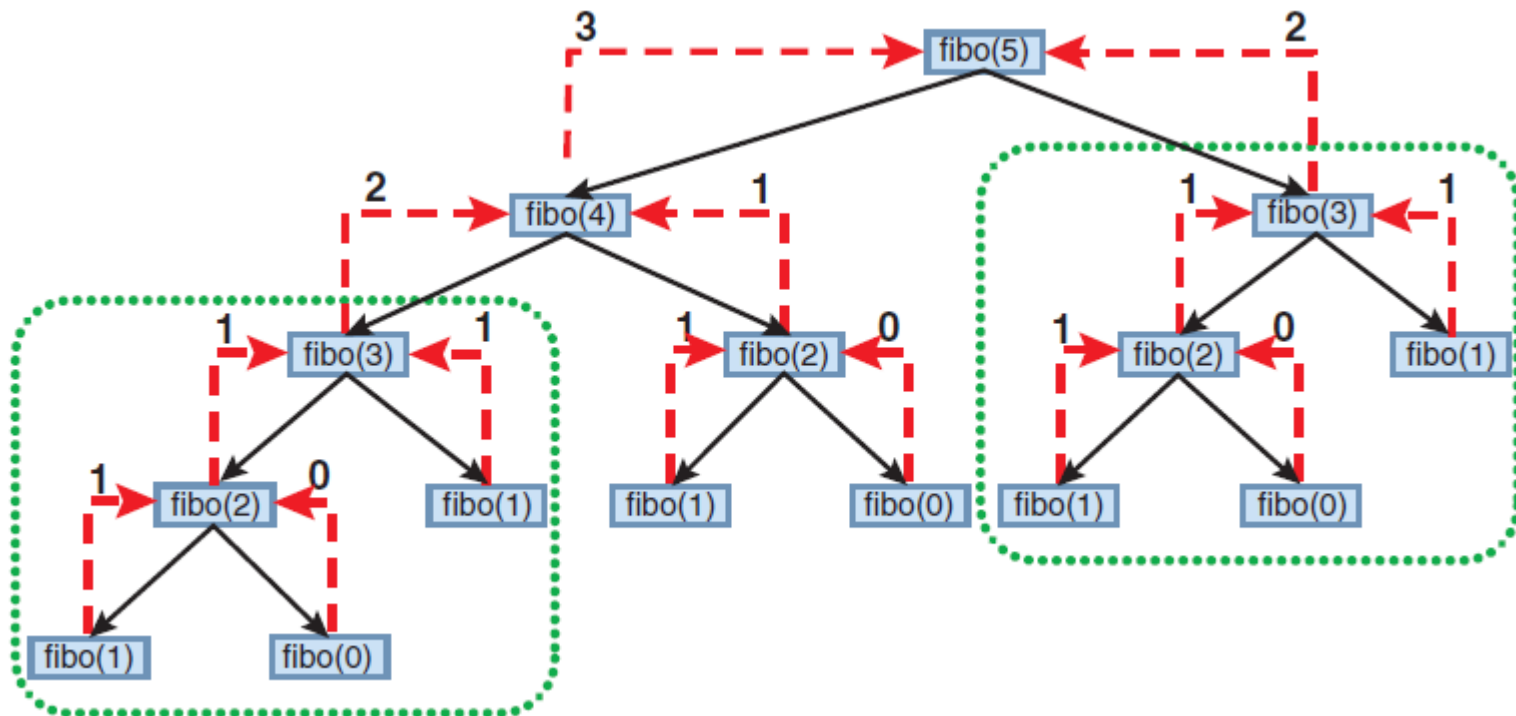 3 fibo(5) 2
2 fibo(4) 1 1 fibo(3) 1
1 fibo(3) 1 1 fibo(2) 0 1 fibo(2) 0 fibo(1)
1 fibo(2) 0 fibo(1) fibo(1) fibo(0) fibo(1) fibo(0)
fibo(1) fibo(0)